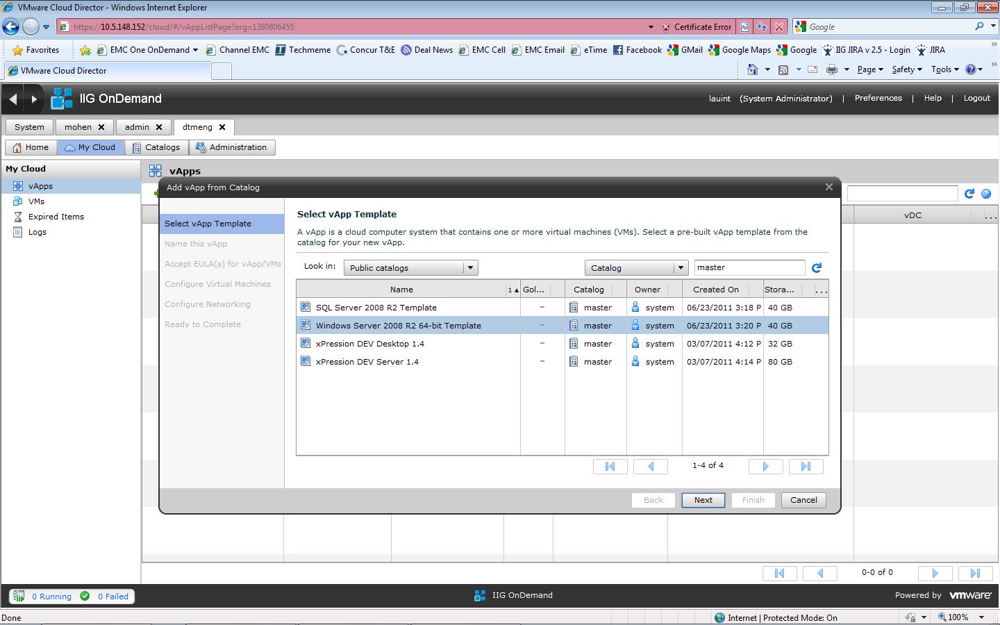 VMware Cloud Director - Windows Internet Explorer
https://10.5.148.152/cloud/#/vAppListPage?org=1380806455
Certificate Error
Google
Favorites
EMC One OnDemand
Channel EMC
Techmeme
Concur T&E
Deal News
EMC Cell
EMC Email
eTime
Facebook
GMail
Google Maps
Google
IIG JIRA v 2.5 - Login
JIRA
VMware Cloud Director
Page
Safety
Tools
IIG OnDemand
lauint (System Administrator) | Preferences | Help | Logout
System
mohen
admin
dtmeng
Home
My Cloud
Catalogs
Administration
My Cloud
vApps
VMs
Expired Items
Logs
vApps
vDC
...
Add vApp from Catalog
Select vApp Template
Name this vApp
Accept EULA(s) for vApp/VMs
Configure Virtual Machines
Configure Networking
Ready to Complete
Select vApp Template
A vApp is a cloud computer system that contains one or more virtual machines (VMs). Select a pre-built vApp template from the
catalog for your new vApp.
Look in: Public catalogs
Catalog
master
Name 1 Gol... Catalog Owner Created On Stora... ...
SQL Server 2008 R2 Template – master system 06/23/2011 3:18 P 40 GB
Windows Server 2008 R2 64-bit Template – master system 06/23/2011 3:20 P 40 GB
xPression DEV Desktop 1.4 – master system 03/07/2011 4:12 P 32 GB
xPression DEV Server 1.4 – master system 03/07/2011 4:14 P 80 GB
1-4 of 4
Back
Next
Finish
Cancel
0-0 of 0
0 Running
0 Failed
IIG OnDemand
Powered by vmware
Done
Internet | Protected Mode: On
100%